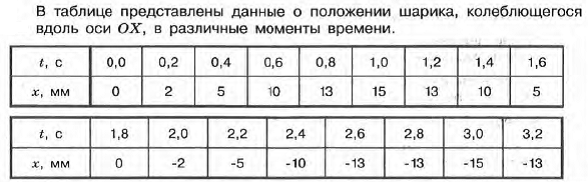 В таблице представлены данные о положении шарика, колеблющегося
вдоль оси OX, в различные моменты времени.
t, с 0,0 0,2 0,4 0,6 0,8 1,0 1,2 1,4 1,6
x, мм 0 2 5 10 13 15 13 10 5
t, с 1,8 2,0 2,2 2,4 2,6 2,8 3,0 3,2
x, мм 0 -2 -5 -10 -13 -13 -15 -13